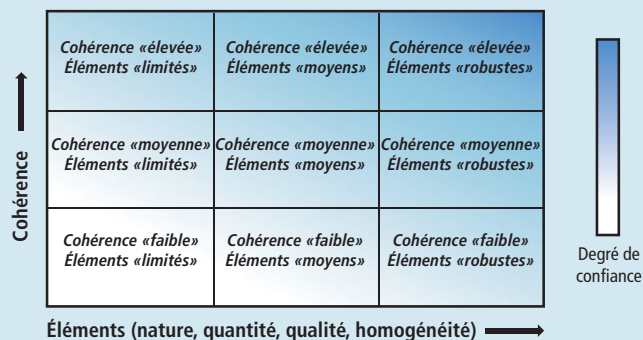 Cohérence «élevée» Cohérence «élevée» Cohérence «élevée»
Éléments «limités» Éléments «moyens» Éléments «robustes»
Cohérence «moyenne» Cohérence «moyenne» Cohérence «moyenne»
Éléments «limités» Éléments «moyens» Éléments «robustes»
Cohérence «faible» Cohérence «faible» Cohérence «faible»
Éléments «limités» Éléments «moyens» Éléments «robustes»
Cohérence
Éléments (nature, quantité, qualité, homogénéité)
Degré de
confiance